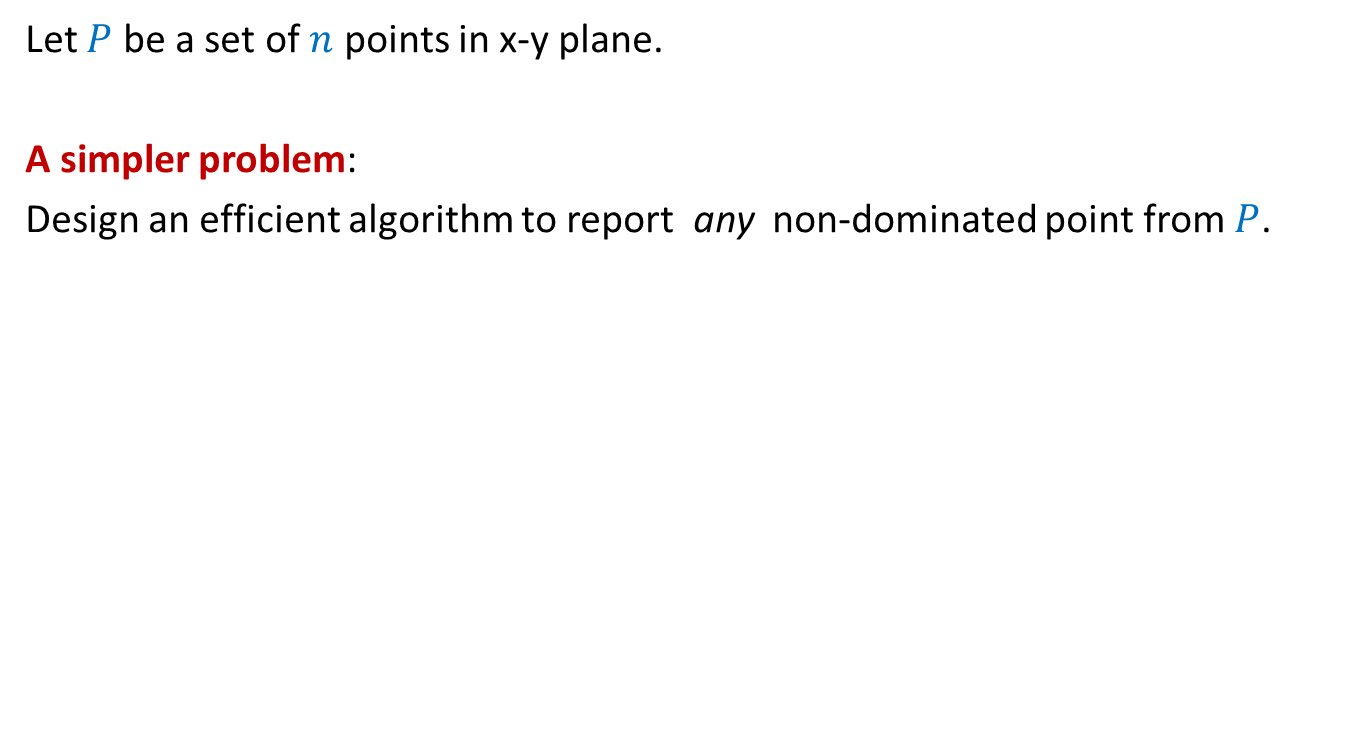 Let P be a set of n points in x-y plane.
A simpler problem:
Design an efficient algorithm to report any non-dominated point from P.